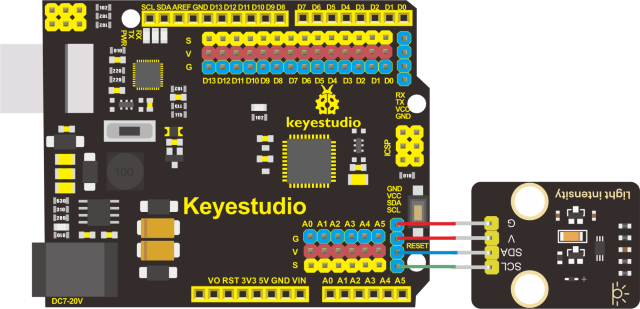 SCL SDA AREF GND D13 D12 D11 D10 D9 D8 D7 D6 D5 D4 D3 D2 D1 D0
RX
TX
PWR
S
V
G
D13 D12 D11 D10 D9 D8 D7 D6 D5 D4 D3 D2 D1 D0
RX
TX
VCC
GND
keyestudio
ICSP
100
GND
VCC
SDA
SCL
Keyestudio
A0 A1 A2 A3 A4 A5
G
V
S
RESET
VO RST 3V3 5V GND VIN A0 A1 A2 A3 A4 A5
DC7-20V
Light intensity
G
V
SDA
SCL